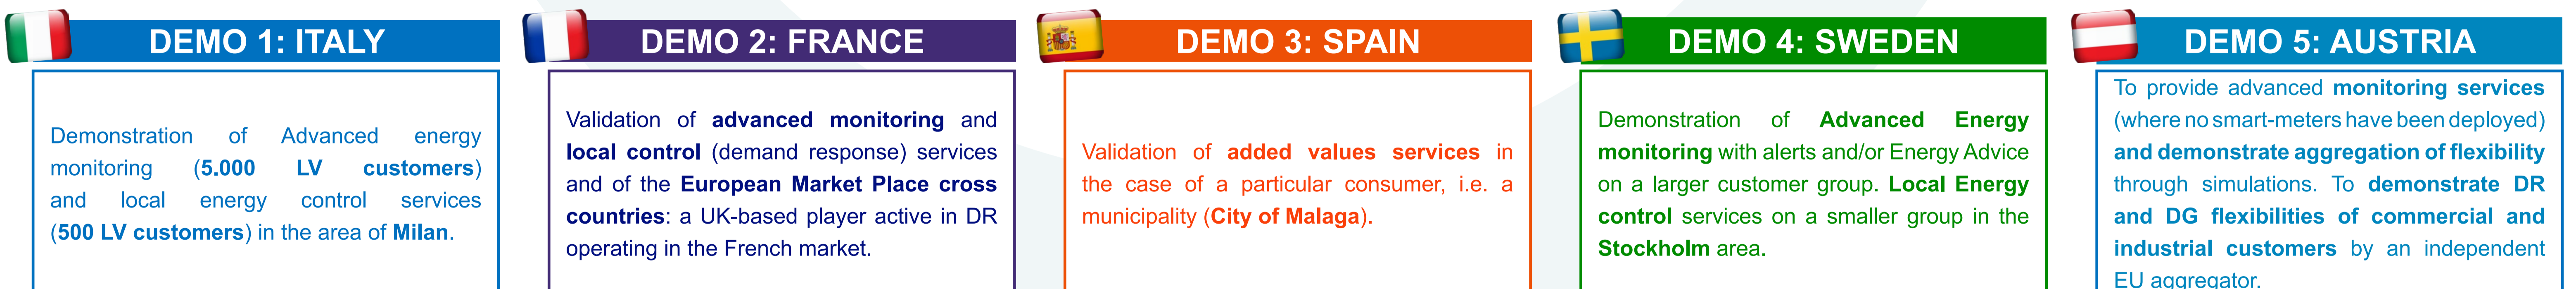 DEMO 1: ITALY
Demonstration of Advanced energy
monitoring (5.000 LV customers)
and local energy control services
(500 LV customers) in the area of Milan.
DEMO 2: FRANCE
Validation of advanced monitoring and
local control (demand response) services
and of the European Market Place cross
countries: a UK-based player active in DR
operating in the French market.
DEMO 3: SPAIN
Validation of added values services in
the case of a particular consumer, i.e. a
municipality (City of Malaga).
DEMO 4: SWEDEN
Demonstration of Advanced Energy
monitoring with alerts and/or Energy Advice
on a larger customer group. Local Energy
control services on a smaller group in the
Stockholm area.
DEMO 5: AUSTRIA
To provide advanced monitoring services
(where no smart-meters have been deployed)
and demonstrate aggregation of flexibility
through simulations. To demonstrate DR
and DG flexibilities of commercial and
industrial customers by an independent
EU aggregator.